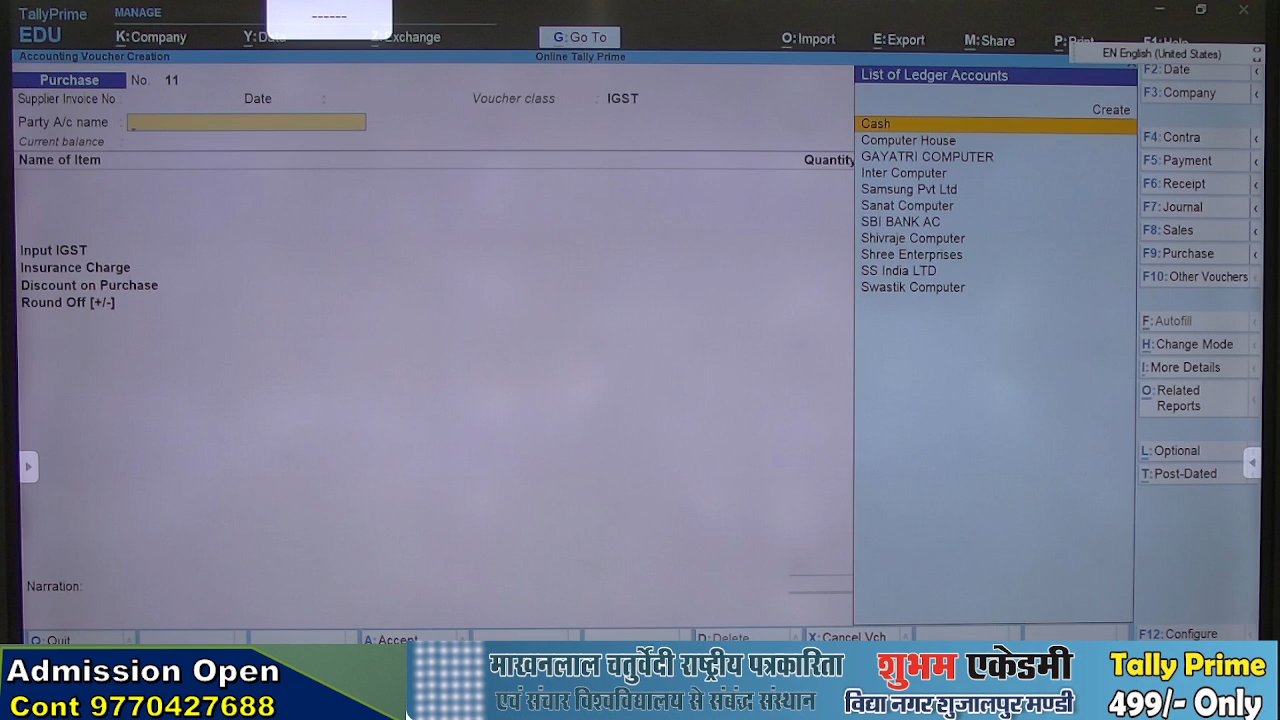 TallyPrime
EDU
MANAGE
------
K:Company
Y:Data
Z:Exchange
G:Go To
O:Import
E:Export
M:Share
P:Print
F1:Help
EN English (United States)
Accounting Voucher Creation
Online Tally Prime
Purchase No. 11
Supplier Invoice No :
Date :
Voucher class : IGST
Party A/c name :
Current balance :
Name of Item
Quantity
Input IGST
Insurance Charge
Discount on Purchase
Round Off [+/-]
Narration:
List of Ledger Accounts
Create
Cash
Computer House
GAYATRI COMPUTER
Inter Computer
Samsung Pvt Ltd
Sanat Computer
SBI BANK AC
Shivraje Computer
Shree Enterprises
SS India LTD
Swastik Computer
F2:Date
F3:Company
F4:Contra
F5:Payment
F6:Receipt
F7:Journal
F8:Sales
F9:Purchase
F10:Other Vouchers
F:Autofill
H:Change Mode
I:More Details
O:Related
Reports
L:Optional
T:Post-Dated
Q:Quit
A:Accept
D:Delete
X:Cancel Vch
F12:Configure
Admission Open
Cont 9770427688
माखनलाल चतुर्वेदी राष्ट्रीय पत्रकारिता
एवं संचार विश्वविद्यालय से संबंद्ध संस्थान
शुभम एकेडमी
विद्या नगर शुजालपुर मण्डी
Tally Prime
499/- Only